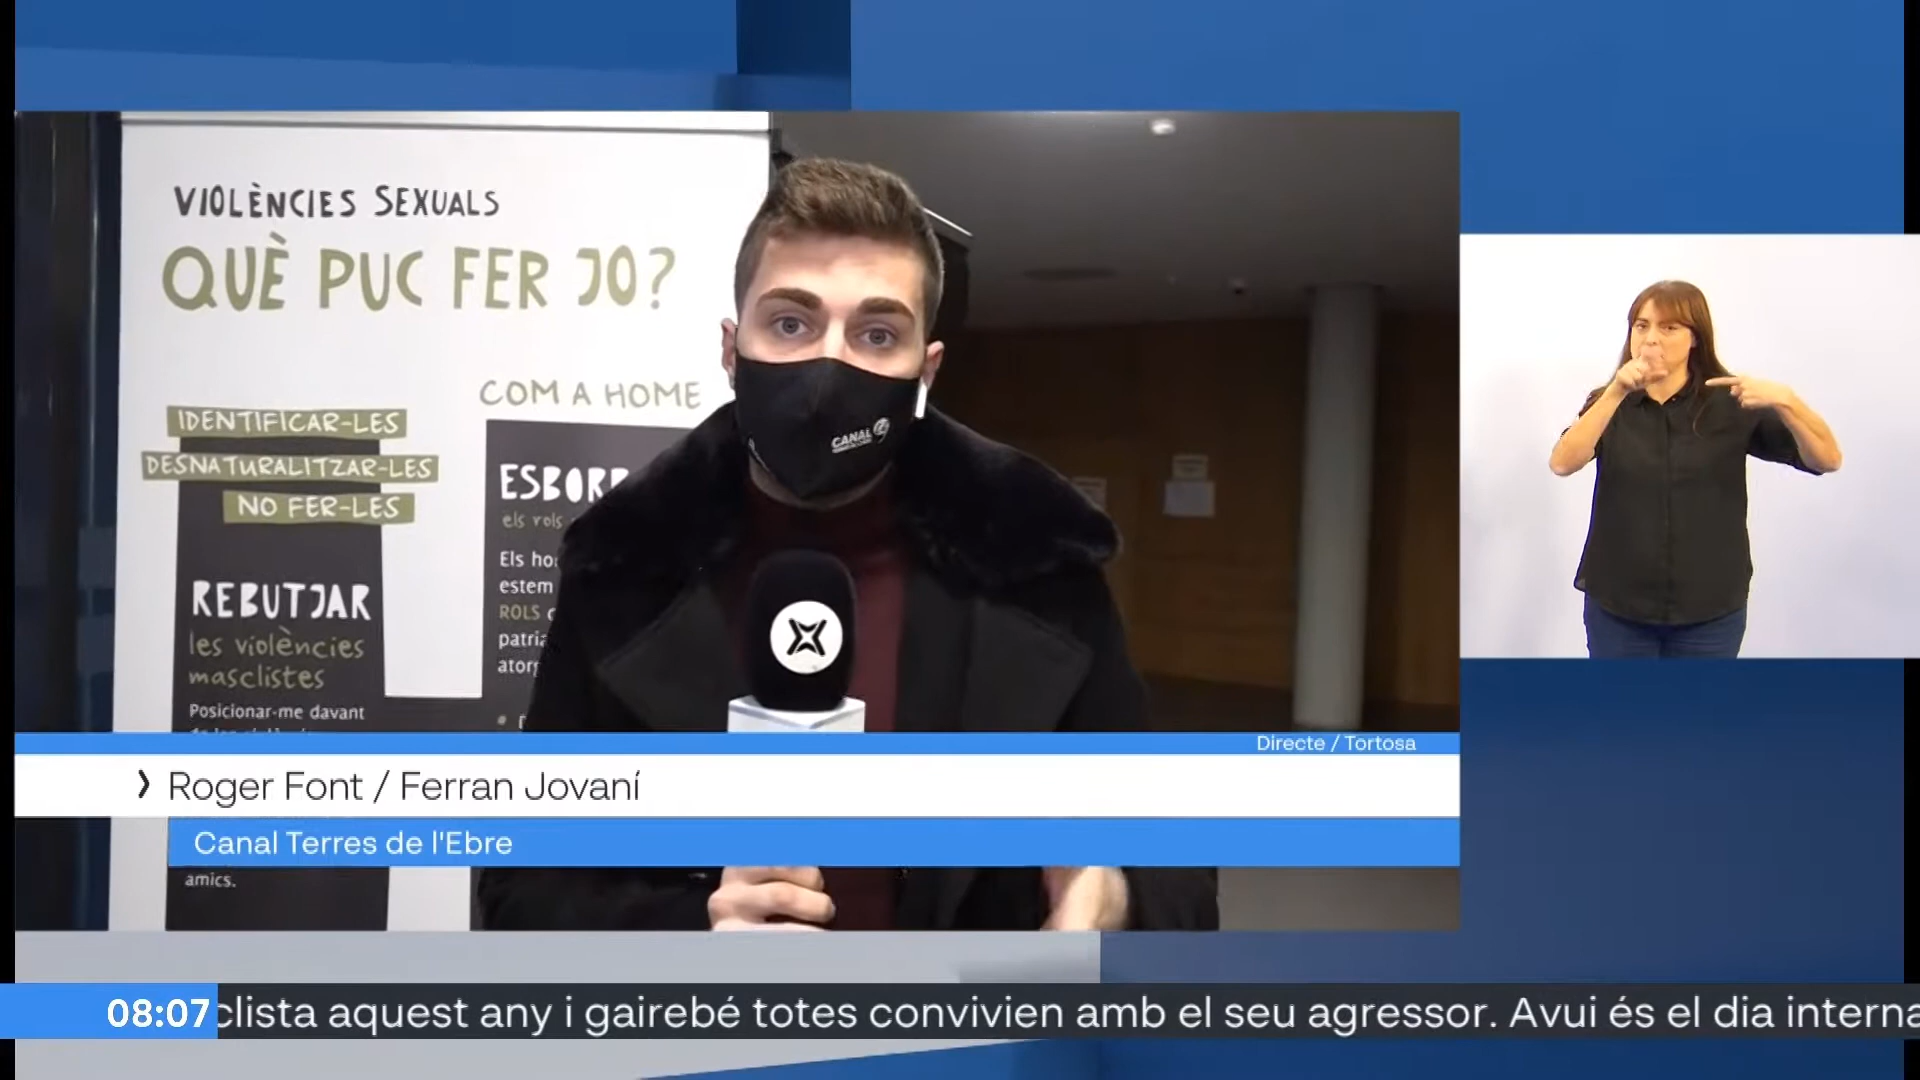 VIOLÈNCIES SEXUALS
QUÈ PUC FER JO?
IDENTIFICAR-LES
DESNATURALITZAR-LES
NO FER-LES
REBUTJAR
les violències
masclistes
Posicionar-me davant
amics.
COM A HOME
ESBORR
els rols
Els ho
estem
ROLS
patria
atorg
CANAL
Directe / Tortosa
Roger Font / Ferran Jovaní
Canal Terres de l'Ebre
08:07
clista aquest any i gairebé totes convivien amb el seu agressor. Avui és el dia interna